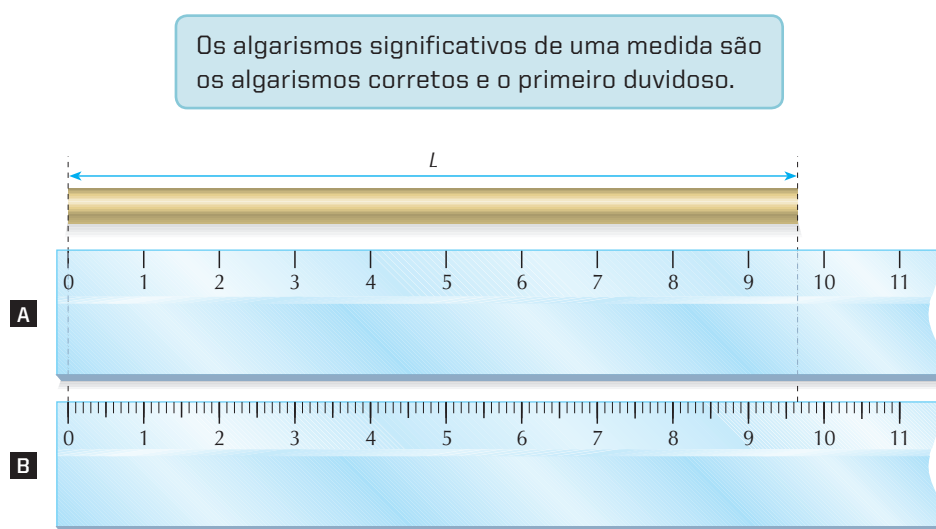 Os algarismos significativos de uma medida são
os algarismos corretos e o primeiro duvidoso.
L
0 1 2 3 4 5 6 7 8 9 10 11
A
0 1 2 3 4 5 6 7 8 9 10 11
B